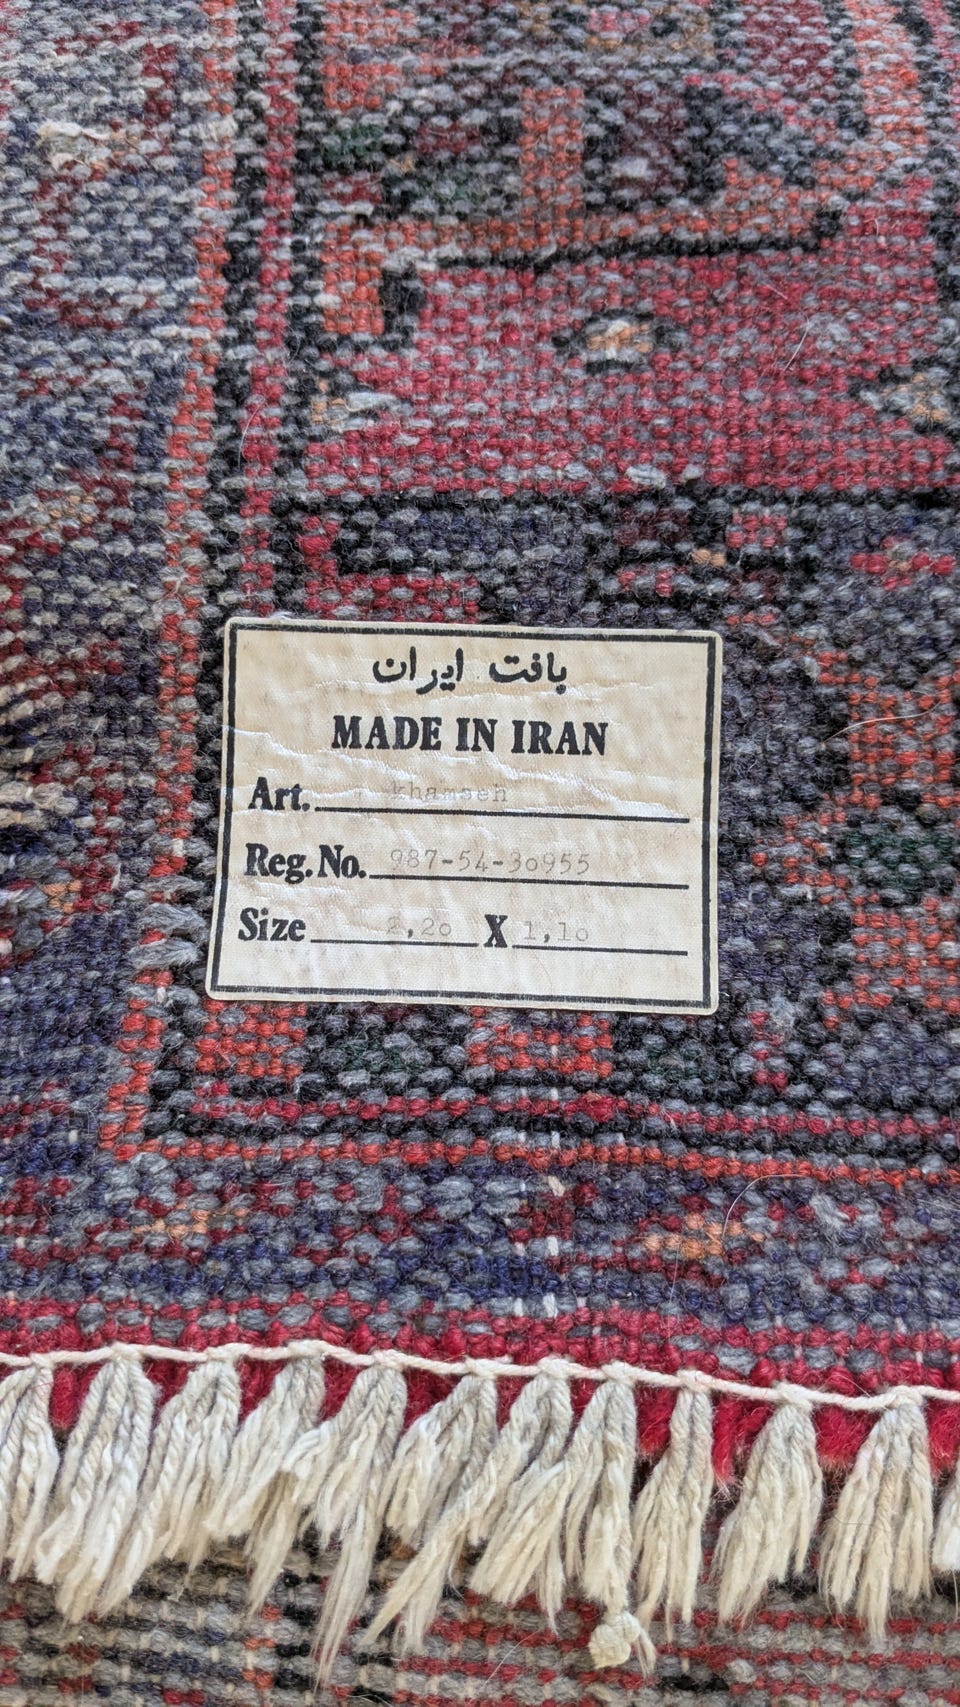 بافت ایران
MADE IN IRAN
Art. khamseh
Reg. No. 987-54-30955
Size 2,20 X 1,10